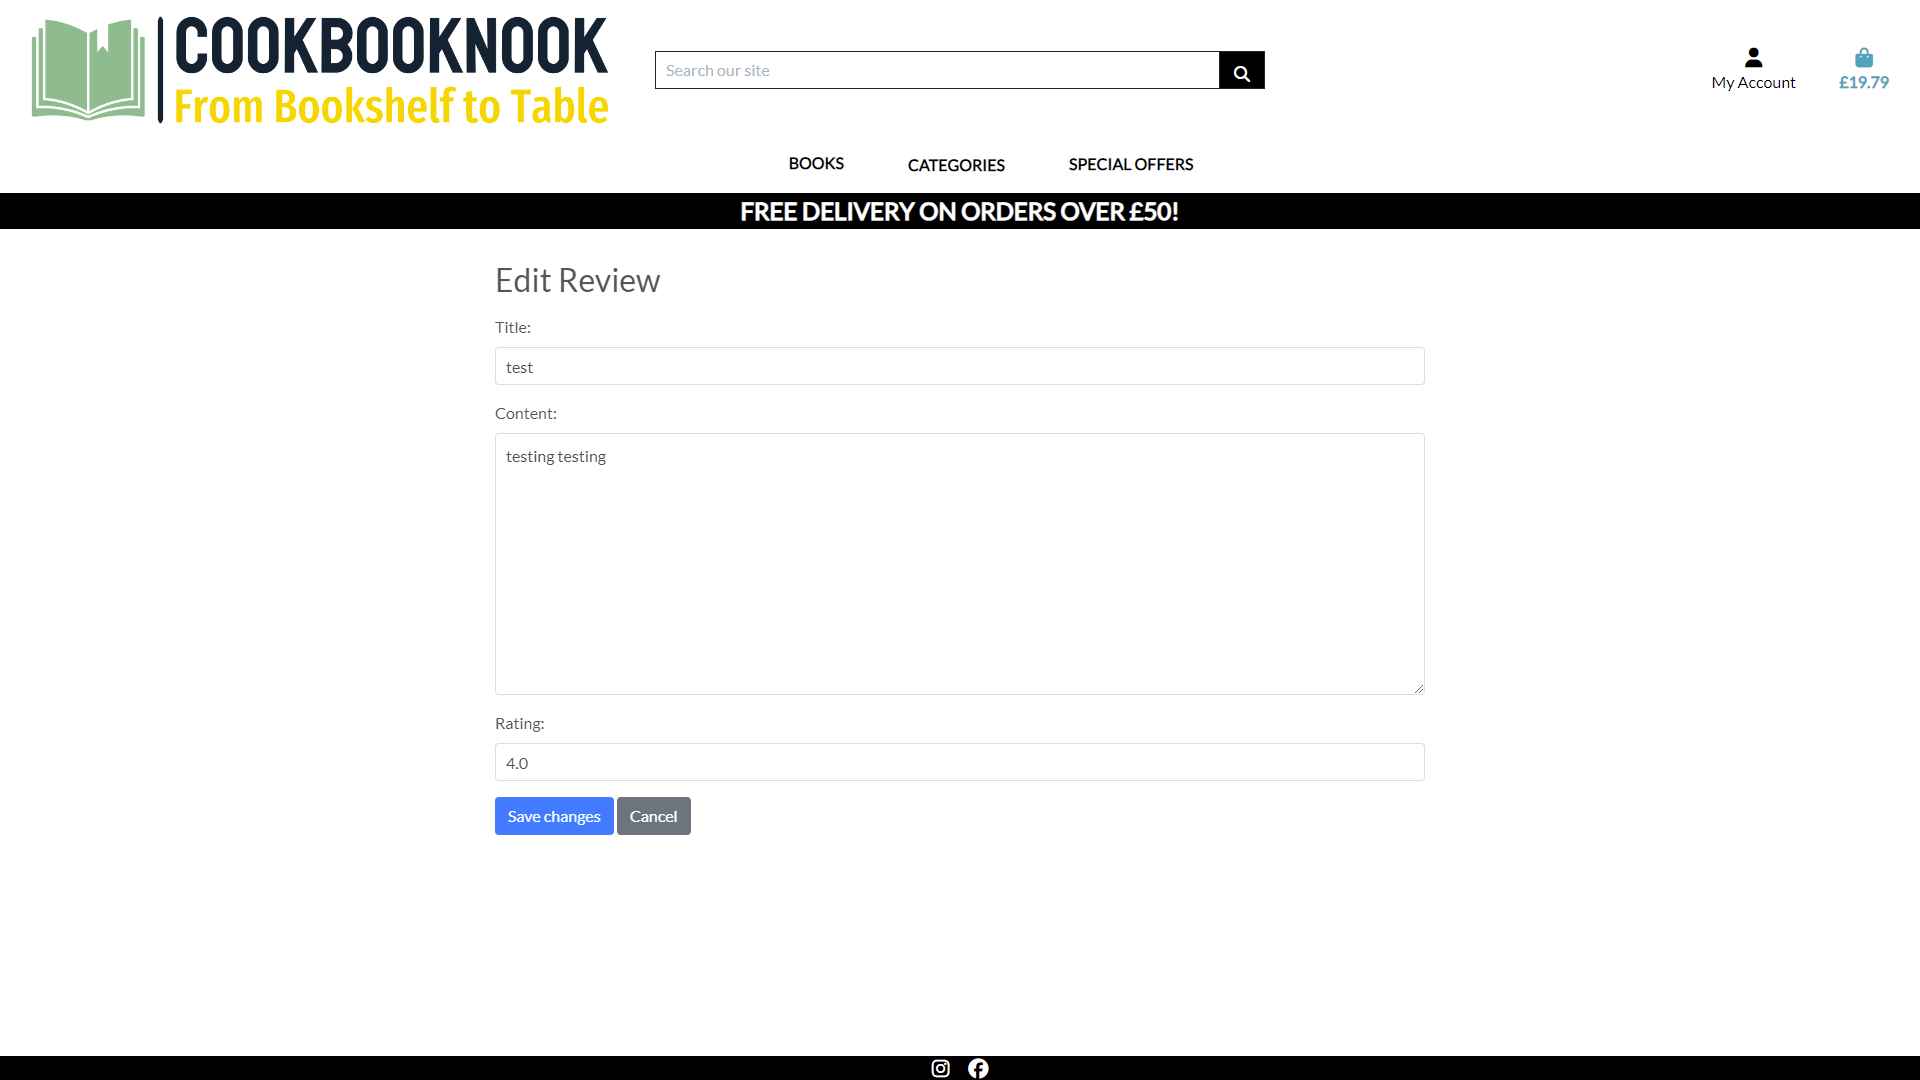 COOKBOOKNOOK
From Bookshelf to Table
Search our site
My Account
£19.79
BOOKS
CATEGORIES
SPECIAL OFFERS
FREE DELIVERY ON ORDERS OVER £50!
Edit Review
Title:
test
Content:
testing testing
Rating:
4.0
Save changes
Cancel